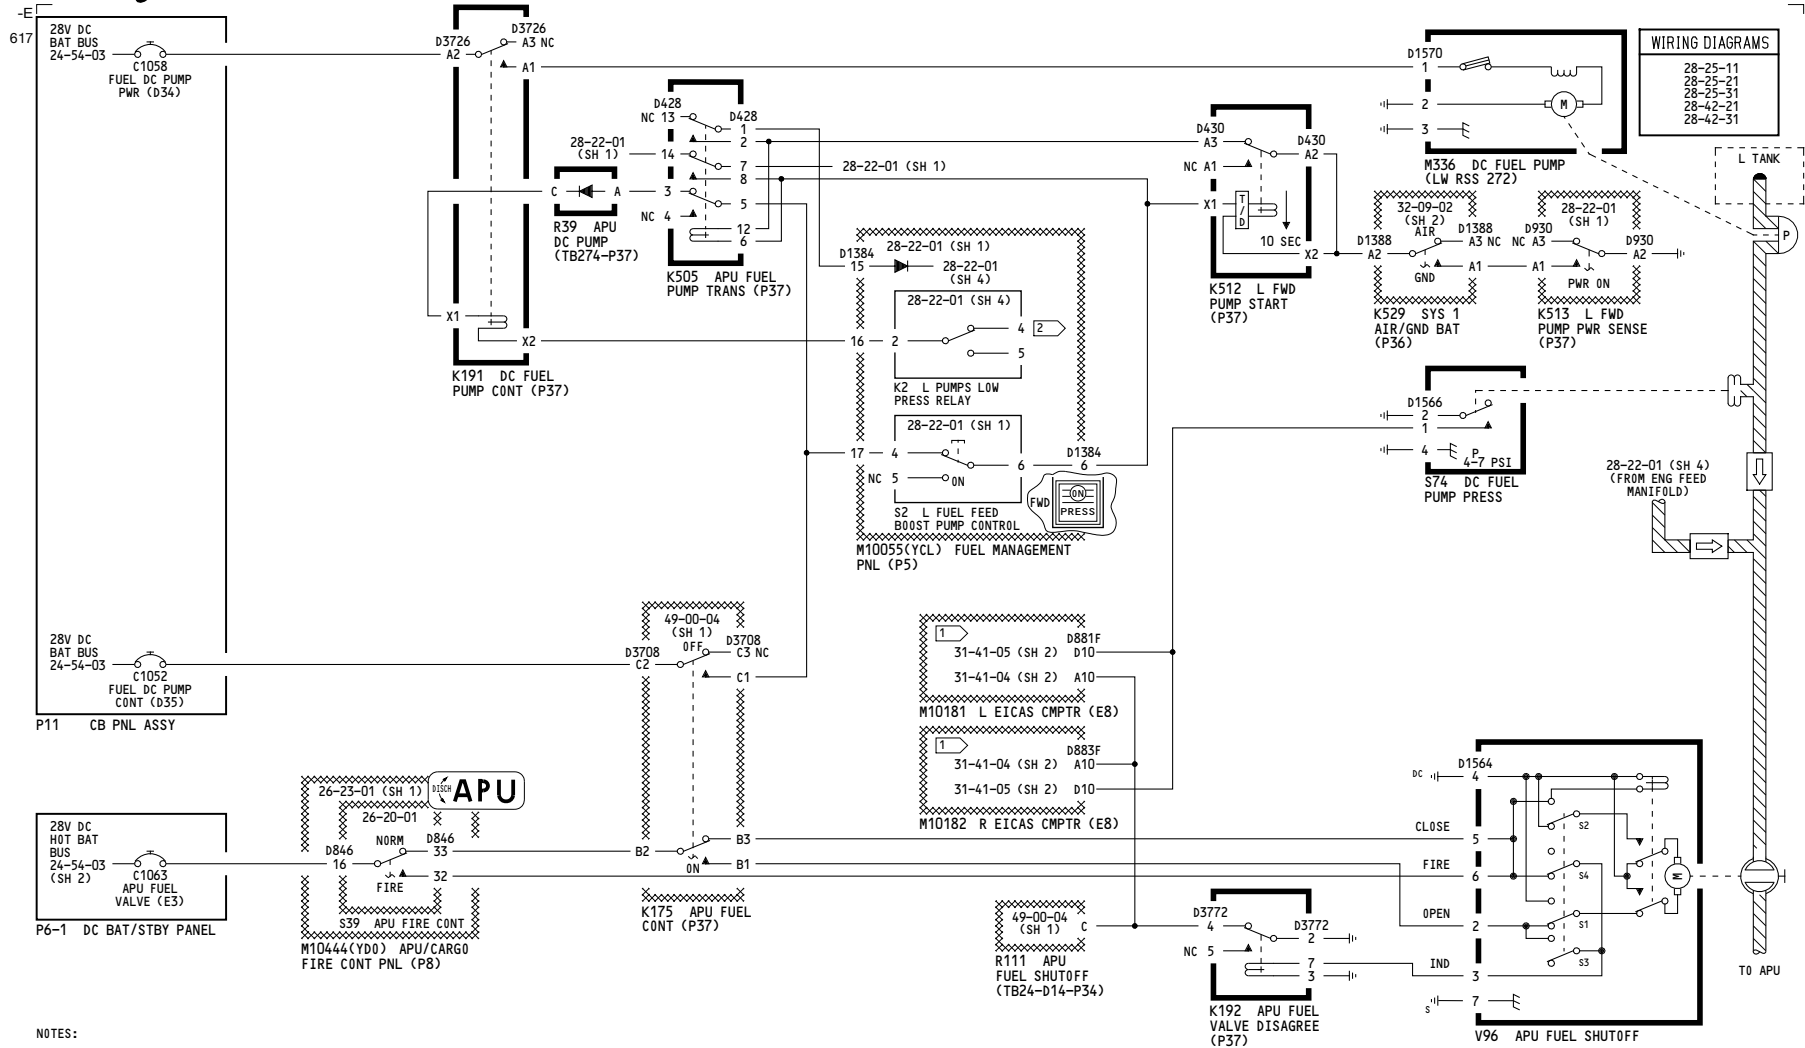 -E
617
28V DC
BAT BUS
24-54-03
C1058
FUEL DC PUMP
PWR (D34)
28V DC
BAT BUS
24-54-03
C1052
FUEL DC PUMP
CONT (D35)
P11 CB PNL ASSY
28V DC
HOT BAT
BUS
24-54-03
(SH 2)
C1063
APU FUEL
VALVE (E3)
P6-1 DC BAT/STBY PANEL
NOTES:
D3726
A2
D3726
A3 NC
A1
X1
X2
K191 DC FUEL
PUMP CONT (P37)
C
A
R39 APU
DC PUMP
(TB274-P37)
28-22-01
(SH 1)
D428
NC 13
14
3
NC 4
D428
1
2
7
8
5
12
6
28-22-01 (SH 1)
K505 APU FUEL
PUMP TRANS (P37)
D1384
15
28-22-01 (SH 1)
28-22-01
(SH 4)
28-22-01 (SH 4)
16
2
4
2
5
K2 L PUMPS LOW
PRESS RELAY
28-22-01 (SH 1)
17
4
NC 5
ON
6
D1384
6
S2 L FUEL FEED
BOOST PUMP CONTROL
FWD
ON
PRESS
M10055(YCL) FUEL MANAGEMENT
PNL (P5)
D430
A3
NC A1
X1
D430
A2
T/D
10 SEC
X2
K512 L FWD
PUMP START
(P37)
32-09-02
(SH 2)
AIR
D1388
A2
D1388
A3 NC
A1
GND
K529 SYS 1
AIR/GND BAT
(P36)
28-22-01
(SH 1)
D930
NC A3
D930
A2
A1
PWR ON
K513 L FWD
PUMP PWR SENSE
(P37)
D1570
1
2
3
M
M336 DC FUEL PUMP
(LW RSS 272)
WIRING DIAGRAMS
28-25-11
28-25-21
28-25-31
28-42-21
28-42-31
L TANK
P
D1566
2
1
4
P
4-7 PSI
S74 DC FUEL
PUMP PRESS
28-22-01 (SH 4)
(FROM ENG FEED
MANIFOLD)
TO APU
49-00-04
(SH 1)
OFF
D3708
C2
D3708
C3 NC
C1
B2
B3
B1
ON
K175 APU FUEL
CONT (P37)
26-23-01 (SH 1)
DISCH
APU
26-20-01
NORM
D846
16
D846
33
32
FIRE
S39 APU FIRE CONT
M10444(YD0) APU/CARGO
FIRE CONT PNL (P8)
1
D881F
31-41-05 (SH 2) D10
31-41-04 (SH 2) A10
M10181 L EICAS CMPTR (E8)
1
D883F
31-41-04 (SH 2) A10
31-41-05 (SH 2) D10
M10182 R EICAS CMPTR (E8)
49-00-04
(SH 1)
C
R111 APU
FUEL SHUTOFF
(TB24-D14-P34)
D3772
4
NC 5
D3772
2
7
3
K192 APU FUEL
VALVE DISAGREE
(P37)
D1564
DC
4
CLOSE
5
FIRE
6
OPEN
2
IND
3
S
7
S2
S4
S1
S3
M
V96 APU FUEL SHUTOFF